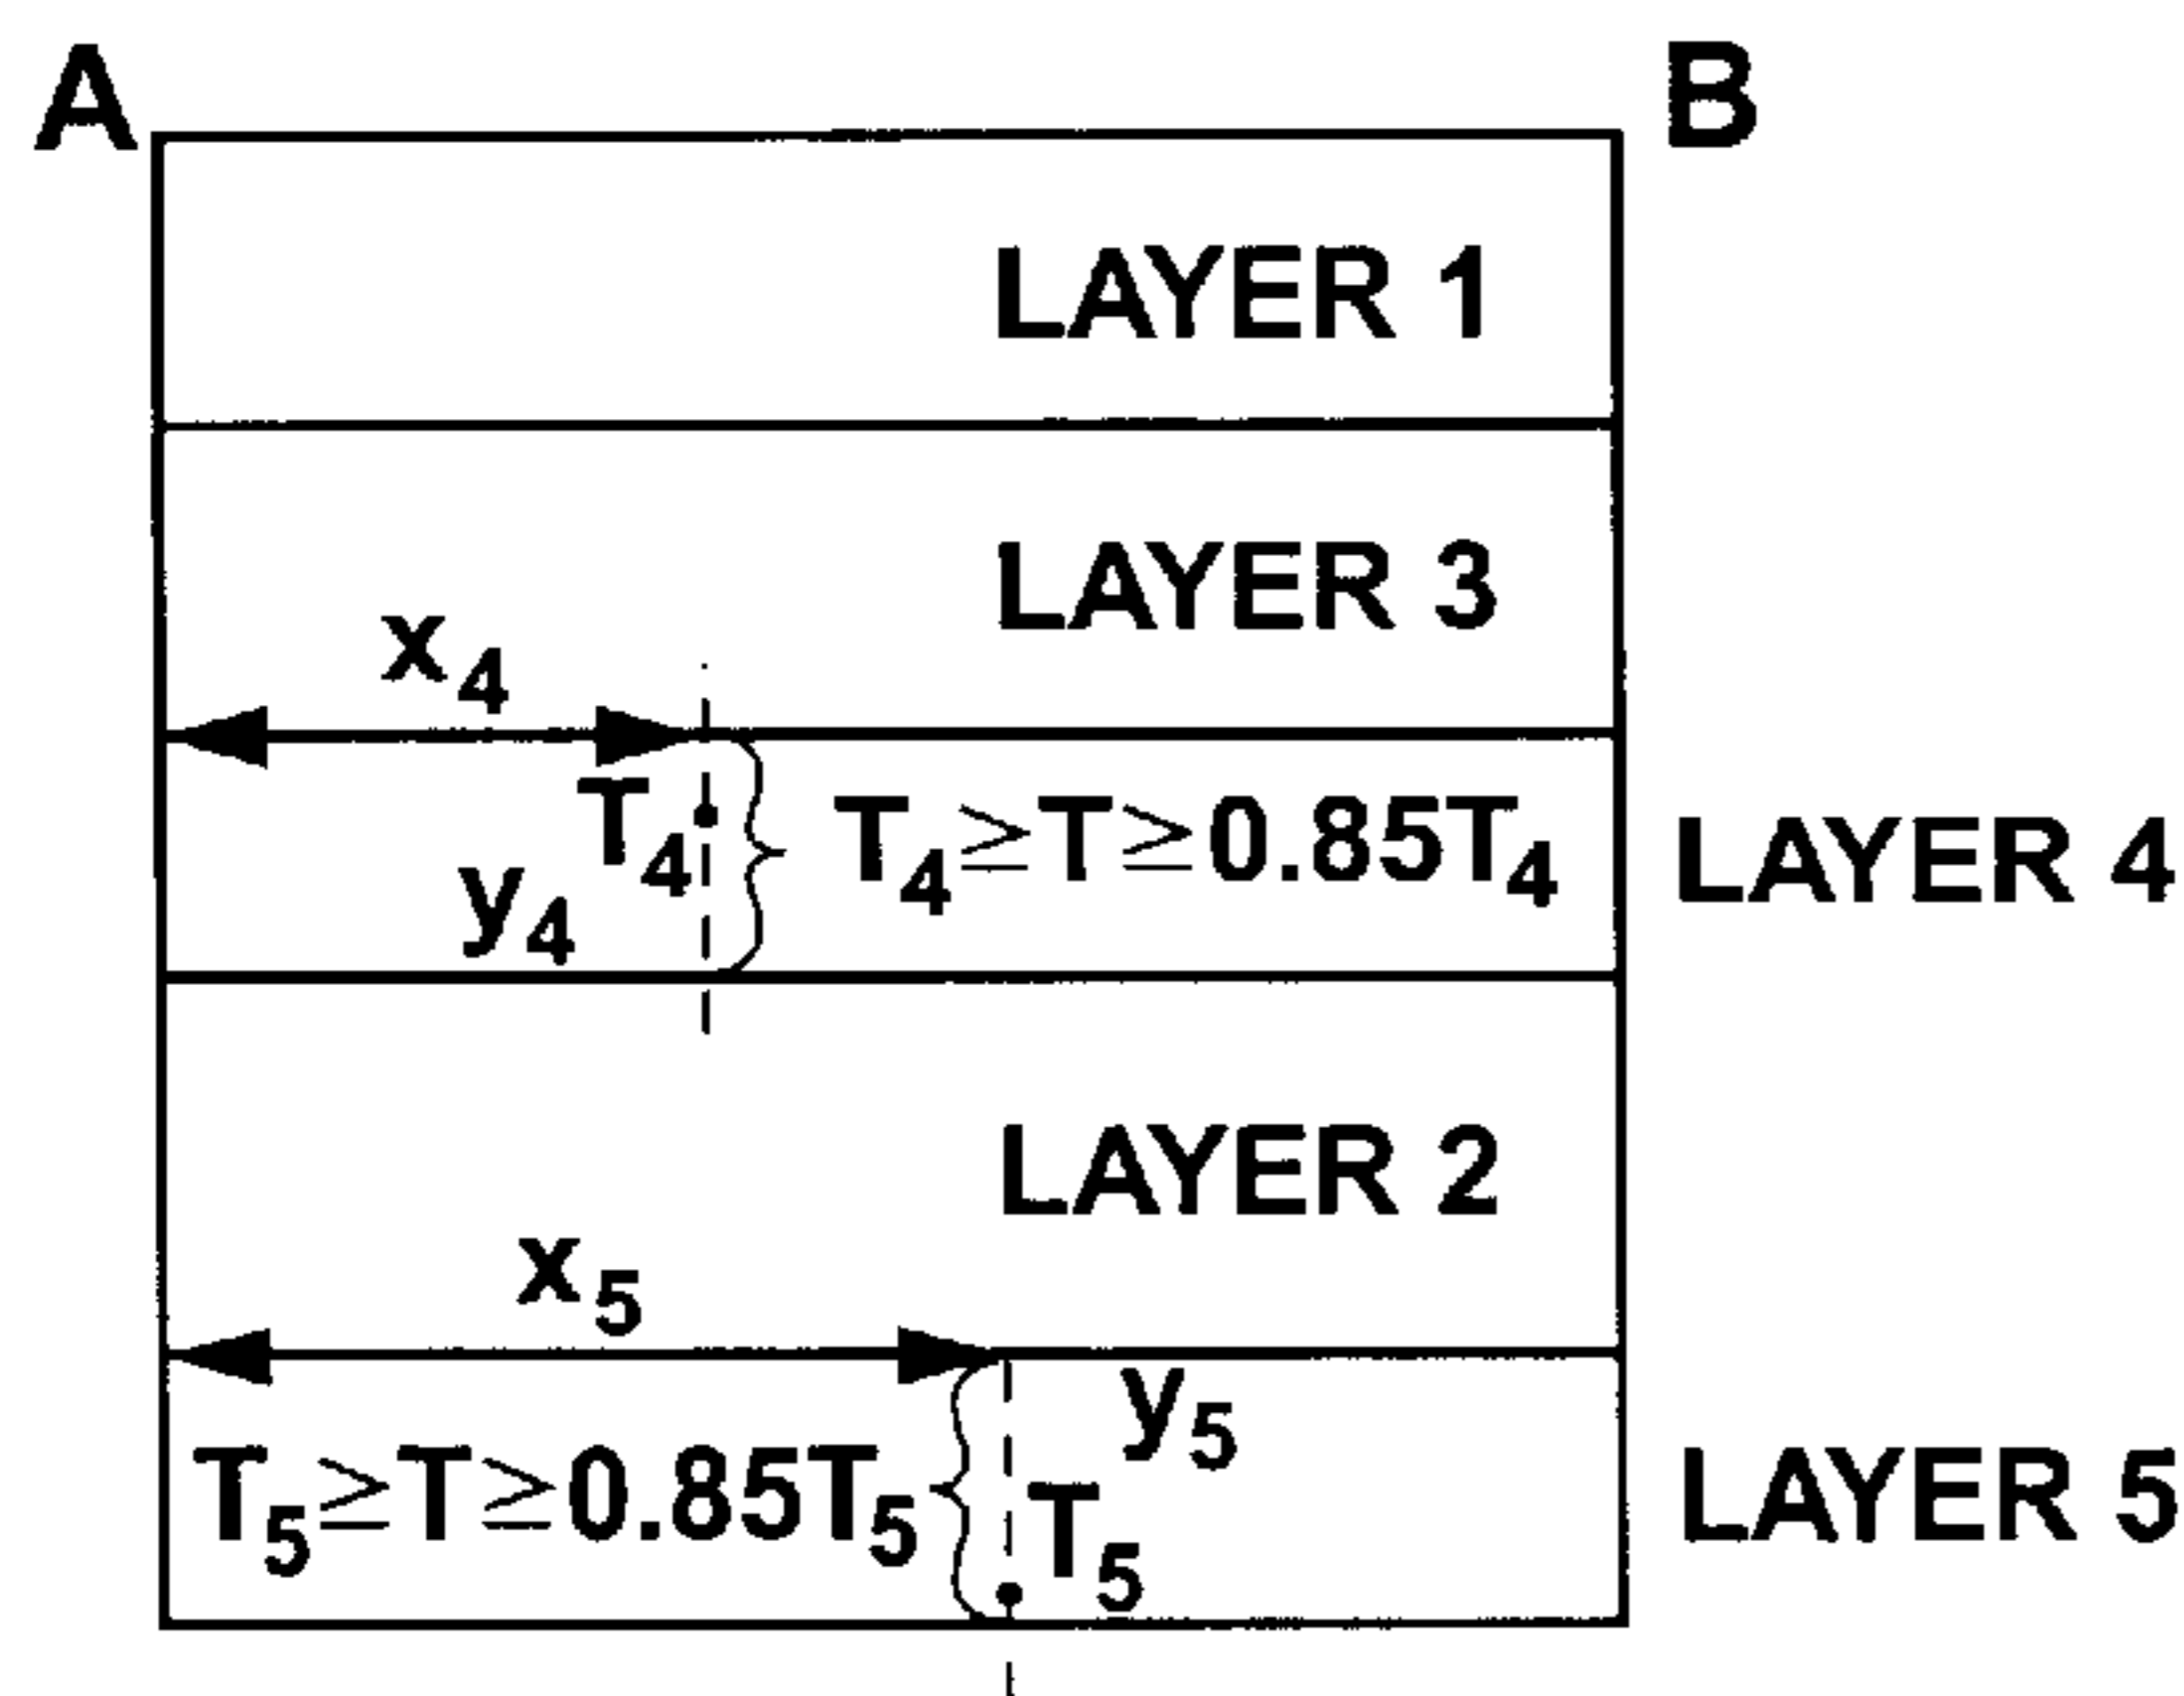 A B
LAYER 1
LAYER 3
x4
T4 T4≥T≥0.85T4 LAYER 4
y4
LAYER 2
x5
y5
T5≥T≥0.85T5 T5 LAYER 5